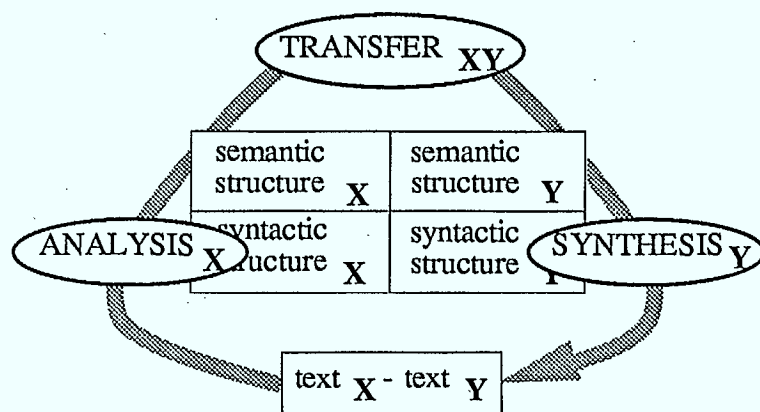 TRANSFER XY
semantic structure X
semantic structure Y
ANALYSIS X
syntactic structure X
syntactic structure Y
SYNTHESIS Y
text X - text Y